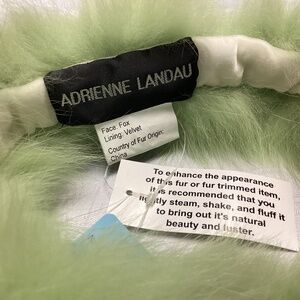 ADRIENNE LANDAU
Face: Fox
Lining: Velvet
Country of Fur Origin:
China
To enhance the appearance
of this fur or fur trimmed item,
it is recommended that you
lightly steam, shake, and fluff it
to bring out it's natural
beauty and luster.